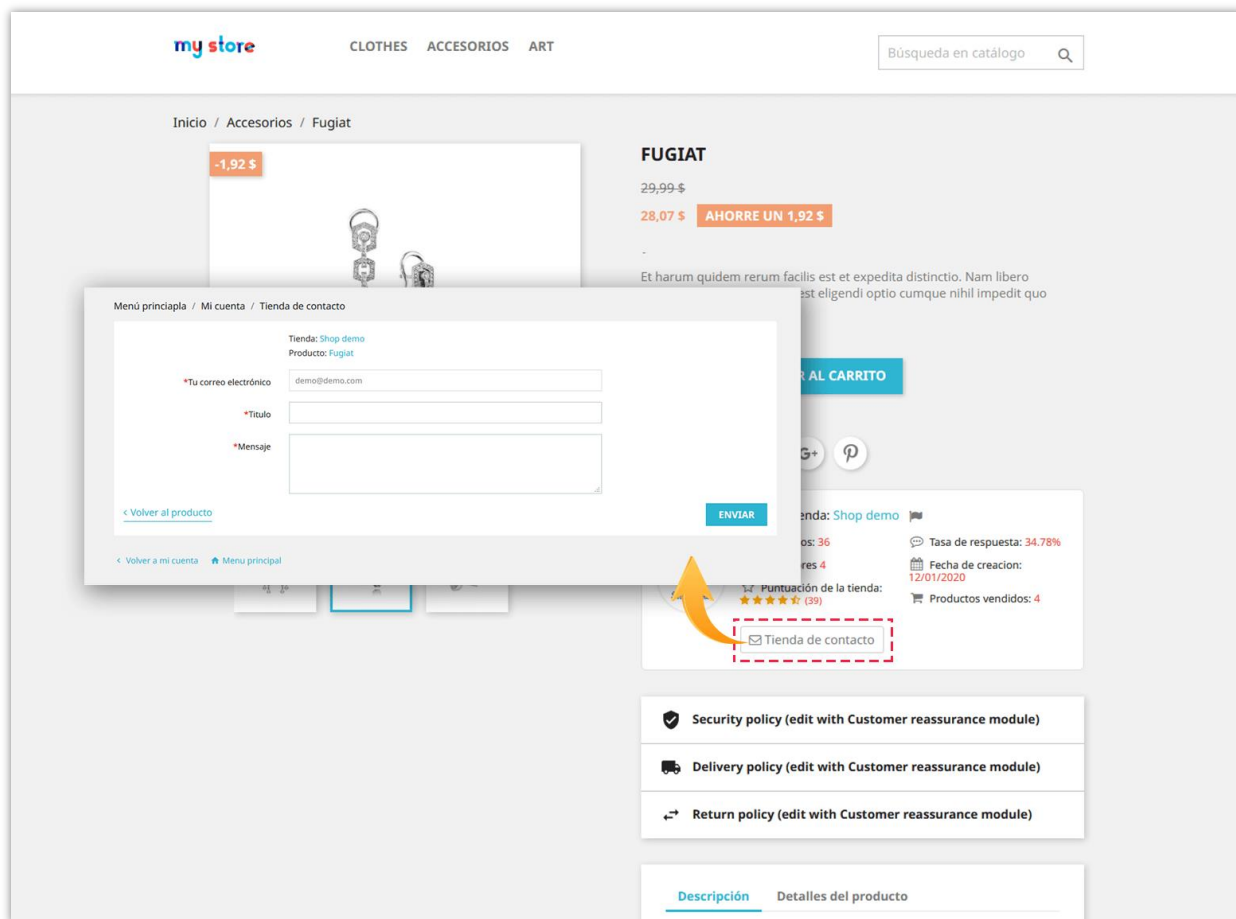 my store
CLOTHES ACCESORIOS ART
Búsqueda en catálogo
Inicio / Accesorios / Fugiat
-1,92 $
FUGIAT
29,99 $
28,07 $ AHORRE UN 1,92 $
-
Et harum quidem rerum facilis est et expedita distinctio. Nam libero
est eligendi optio cumque nihil impedit quo
AL CARRITO
G+
Menú princiapla / Mi cuenta / Tienda de contacto
Tienda: Shop demo
Producto: Fugiat
*Tu correo electrónico demo@demo.com
*Titulo
*Mensaje
< Volver al producto
ENVIAR
< Volver a mi cuenta Menu principal
Shop demo
36 Tasa de respuesta: 34.78%
4 Fecha de creacion:
12/01/2020
Puntuación de la tienda:
(39) Productos vendidos: 4
Tienda de contacto
Security policy (edit with Customer reassurance module)
Delivery policy (edit with Customer reassurance module)
Return policy (edit with Customer reassurance module)
Descripción Detalles del producto